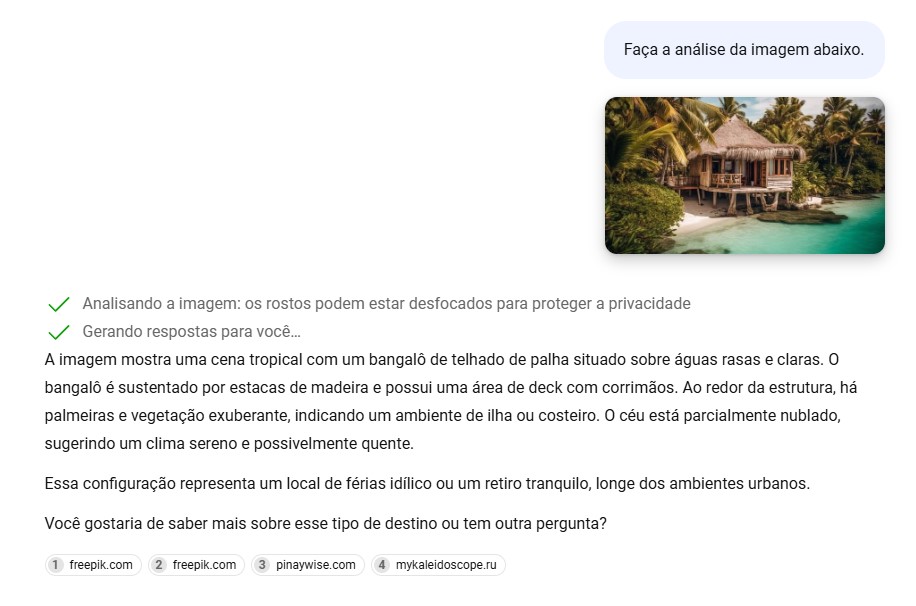 Faça a análise da imagem abaixo.
Analisando a imagem: os rostos podem estar desfocados para proteger a privacidade
Gerando respostas para você...
A imagem mostra uma cena tropical com um bangalô de telhado de palha situado sobre águas rasas e claras. O
bangalô é sustentado por estacas de madeira e possui uma área de deck com corrimãos. Ao redor da estrutura, há
palmeiras e vegetação exuberante, indicando um ambiente de ilha ou costeiro. O céu está parcialmente nublado,
sugerindo um clima sereno e possivelmente quente.
Essa configuração representa um local de férias idílico ou um retiro tranquilo, longe dos ambientes urbanos.
Você gostaria de saber mais sobre esse tipo de destino ou tem outra pergunta?
1 freepik.com 2 freepik.com 3 pinaywise.com 4 mykaleidoscope.ru